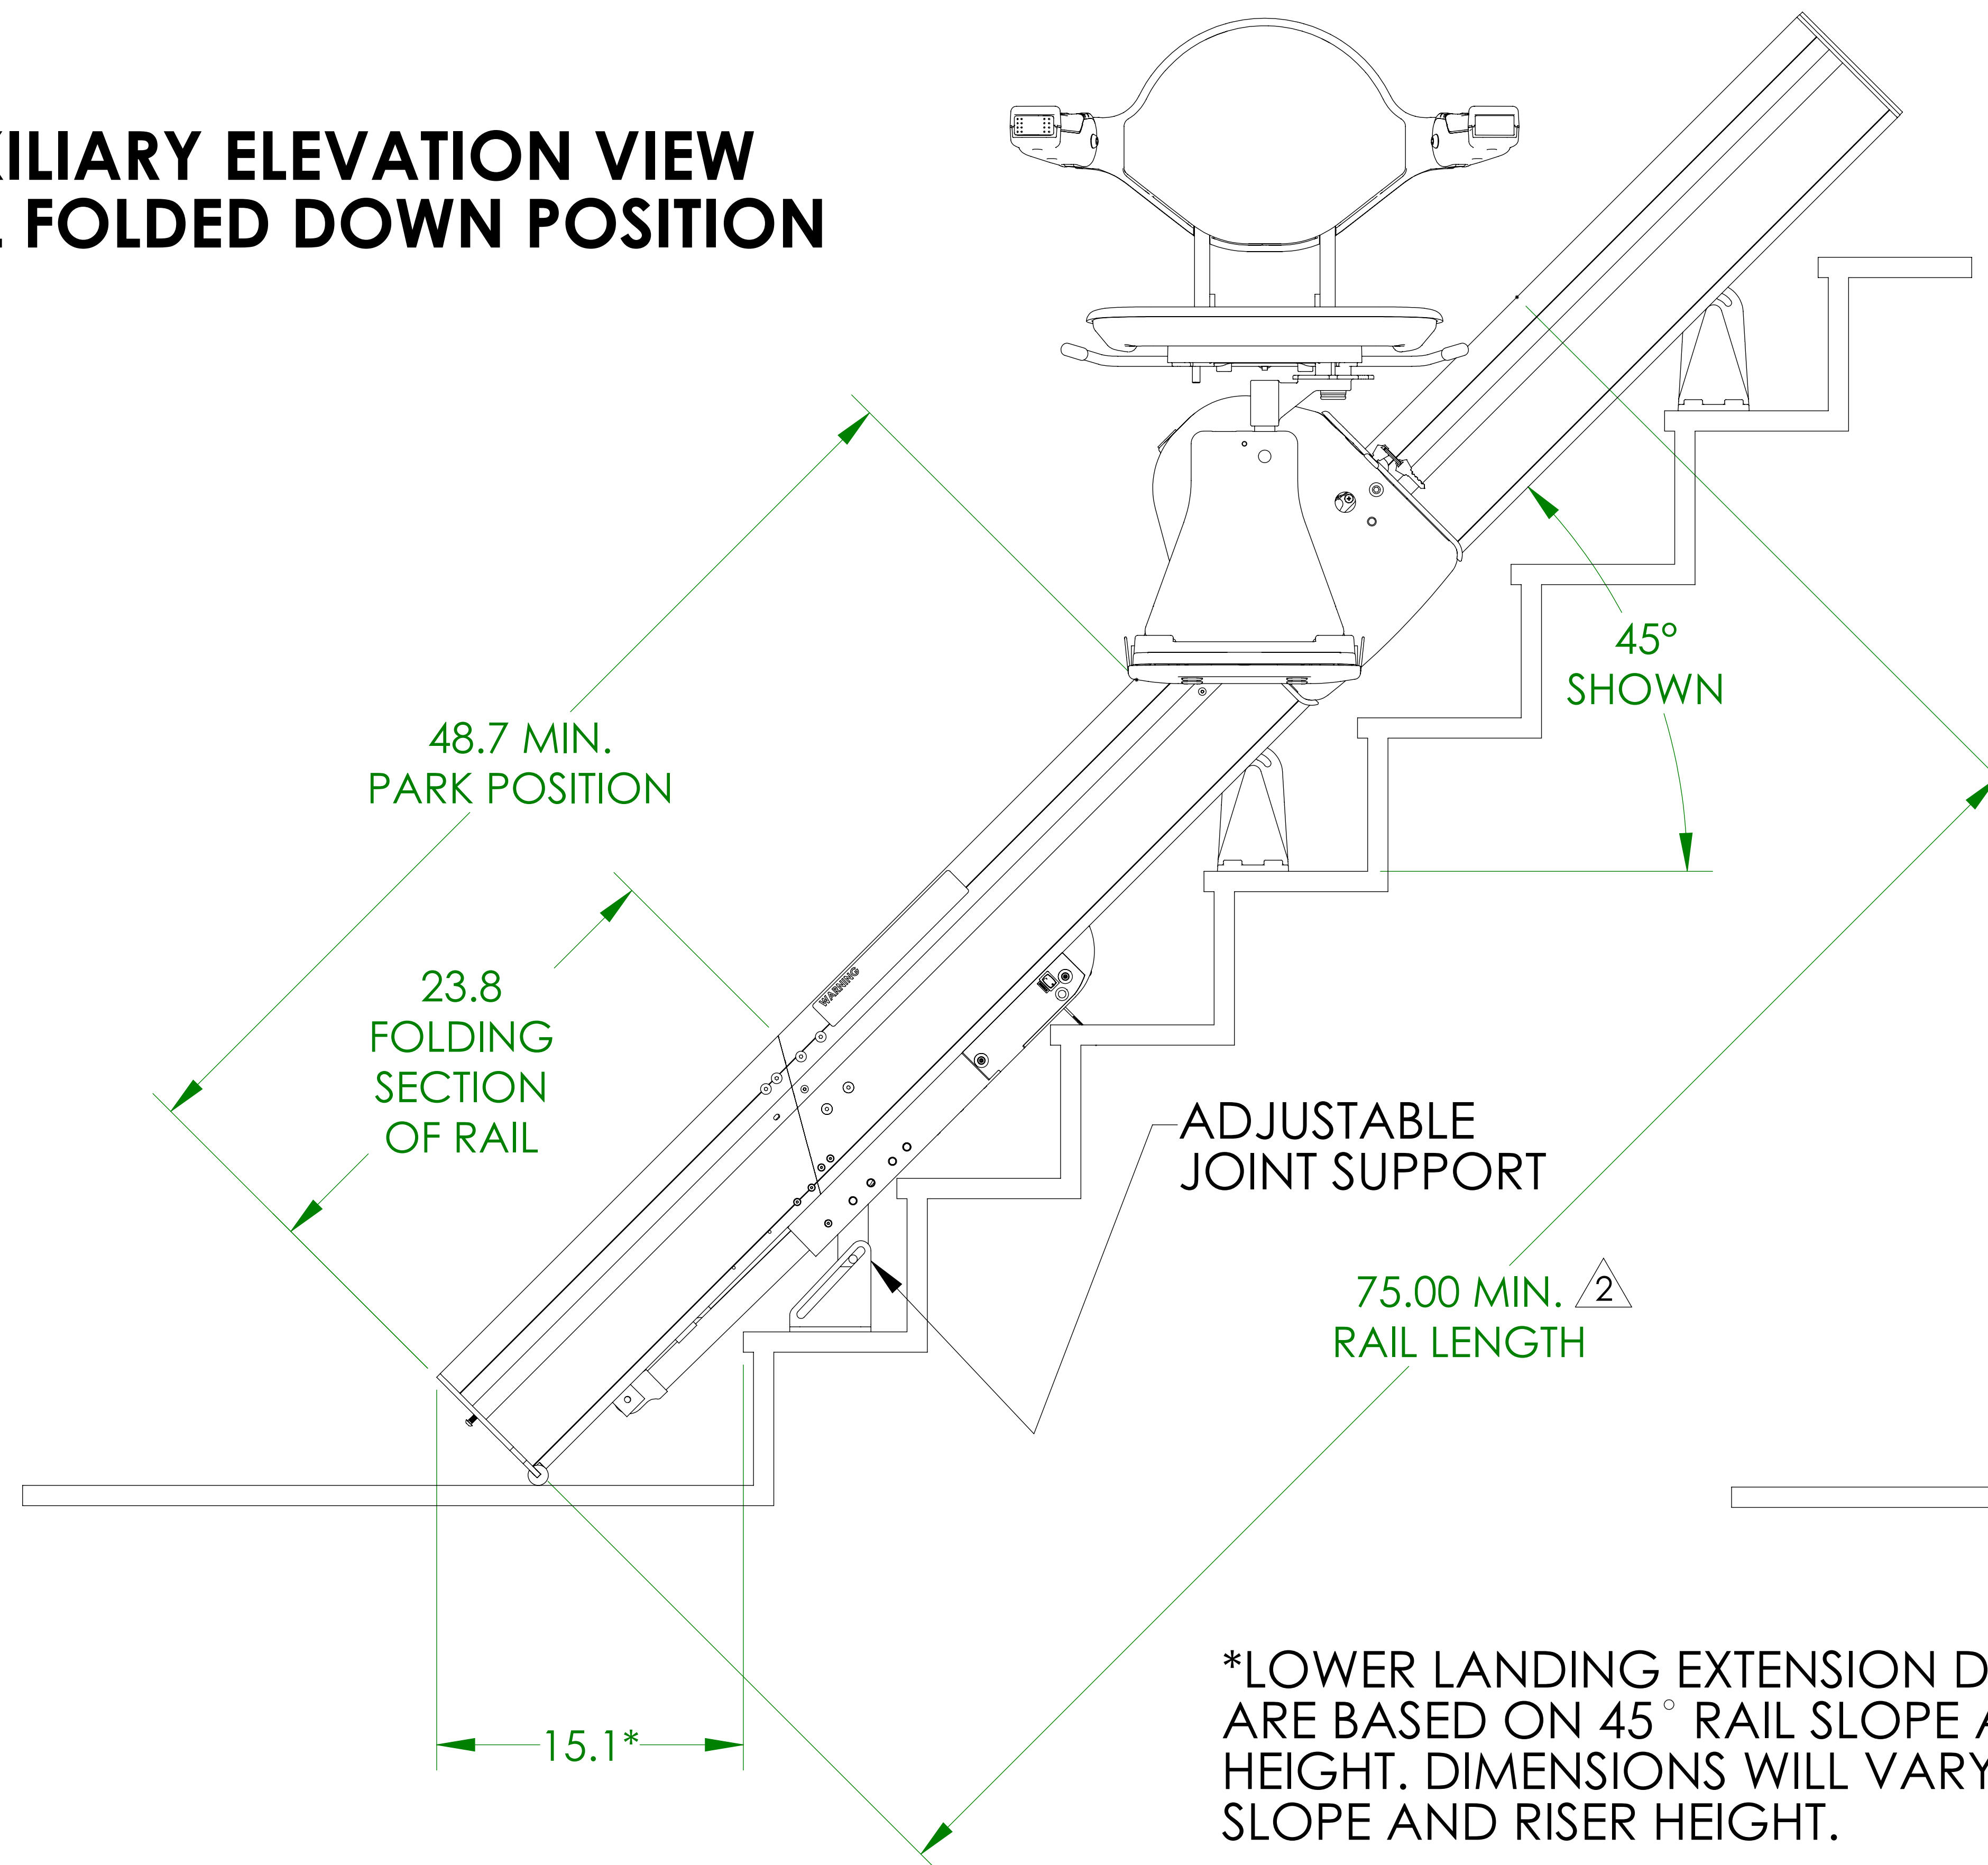 ILIARY ELEVATION VIEW
FOLDED DOWN POSITION
45°
SHOWN
48.7 MIN.
PARK POSITION
23.8
FOLDING
SECTION
OF RAIL
WARNING
ADJUSTABLE
JOINT SUPPORT
75.00 MIN. 2
RAIL LENGTH
15.1*
*LOWER LANDING EXTENSION D
ARE BASED ON 45° RAIL SLOPE A
HEIGHT. DIMENSIONS WILL VARY
SLOPE AND RISER HEIGHT.